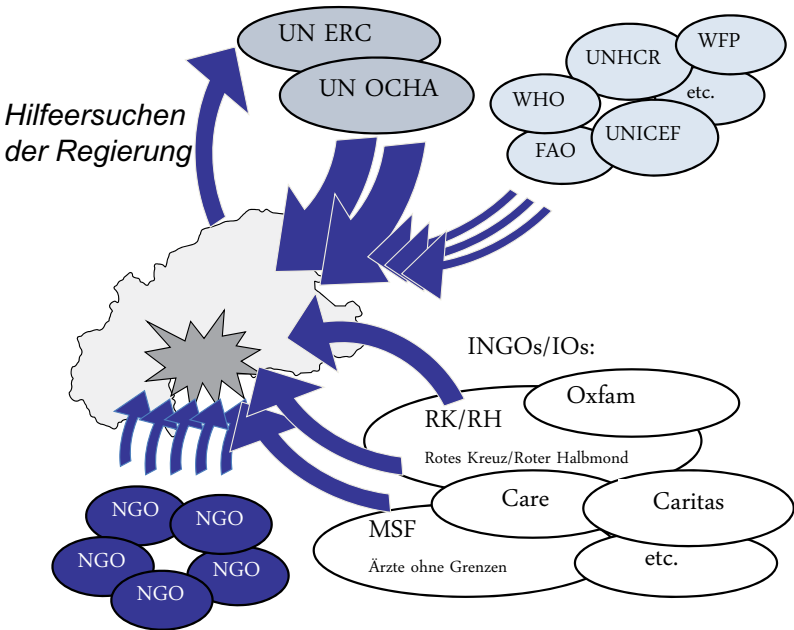 UN ERC
UN OCHA
Hilfeersuchen
der Regierung
WFP
UNHCR
etc.
WHO
UNICEF
FAO
INGOs/IOs:
Oxfam
RK/RH
Rotes Kreuz/Roter Halbmond
Care
Caritas
MSF
Ärzte ohne Grenzen
etc.
NGO
NGO
NGO
NGO
NGO